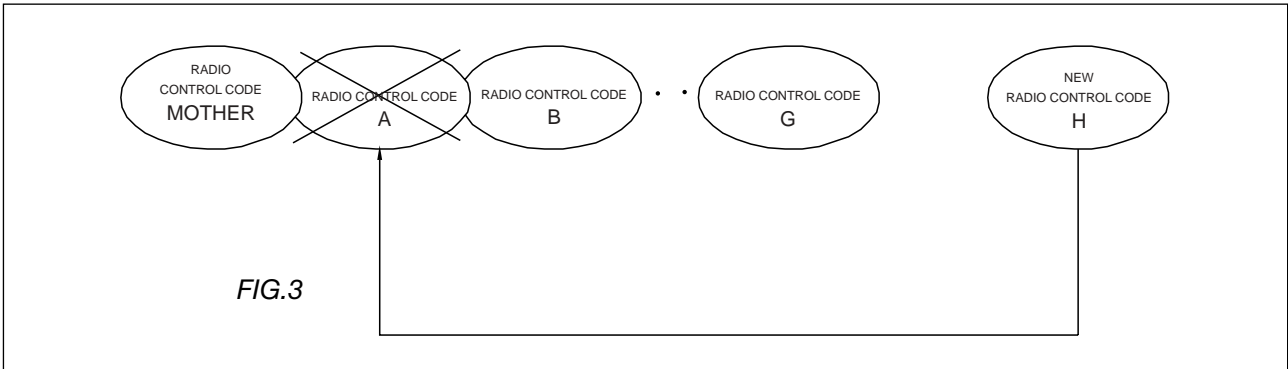 RADIO
CONTROL CODE
MOTHER
RADIO CONTROL CODE
A
RADIO CONTROL CODE
B
RADIO CONTROL CODE
G
NEW
RADIO CONTROL CODE
H
FIG.3